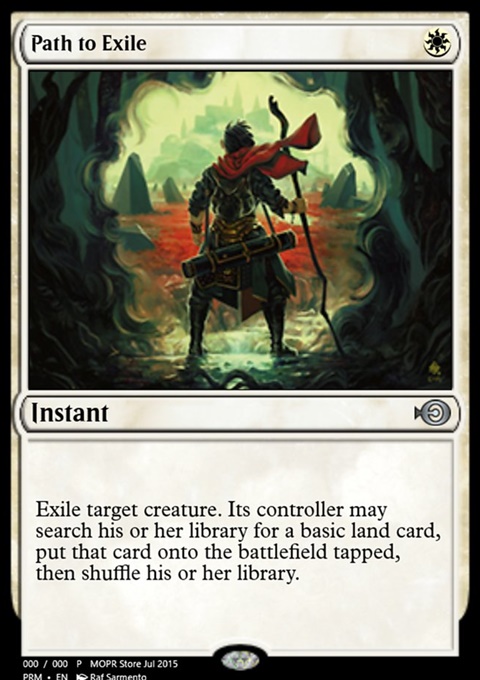 Path to Exile
Instant
Exile target creature. Its controller may
search his or her library for a basic land card,
put that card onto the battlefield tapped,
then shuffle his or her library.
000 / 000 P MOPR Store Jul 2015
PRM • EN Raf Sarmento